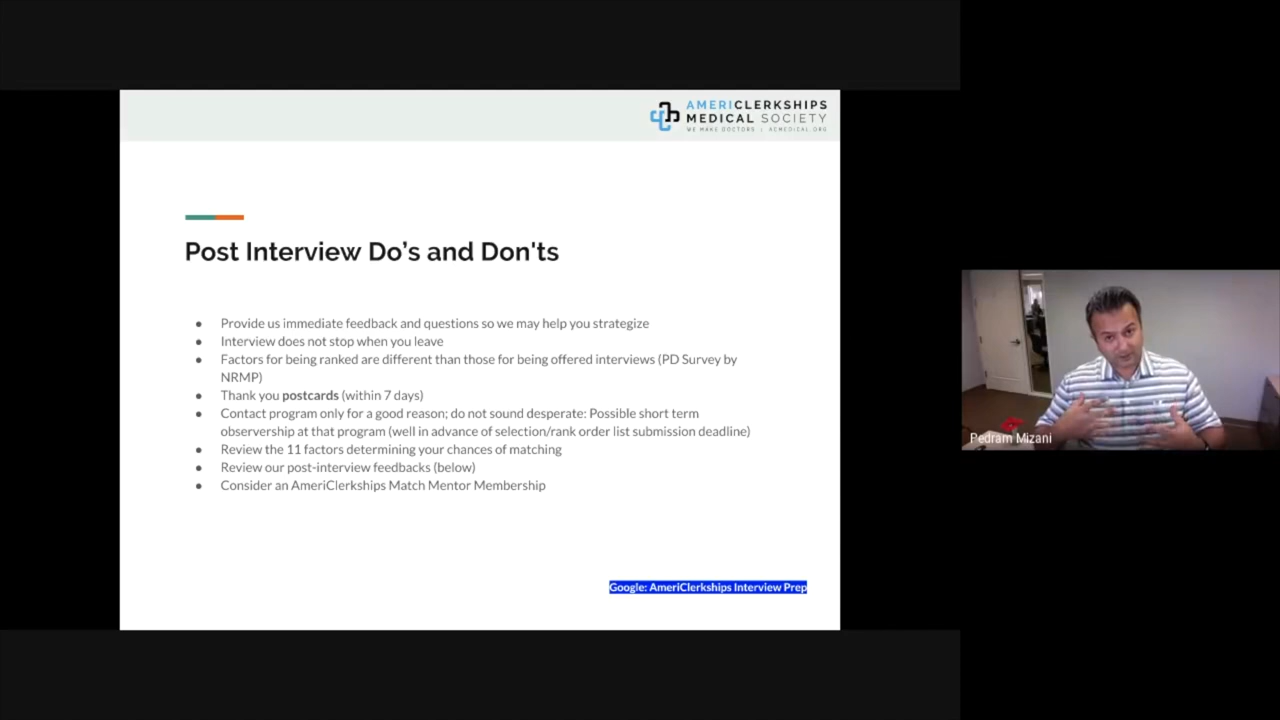 AMERICLERKSHIPS
MEDICAL SOCIETY
WE MAKE DOCTORS | ACMEDICAL.ORG
Post Interview Do’s and Don'ts
● Provide us immediate feedback and questions so we may help you strategize
● Interview does not stop when you leave
● Factors for being ranked are different than those for being offered interviews (PD Survey by
NRMP)
● Thank you postcards (within 7 days)
● Contact program only for a good reason; do not sound desperate: Possible short term
observership at that program (well in advance of selection/rank order list submission deadline)
● Review the 11 factors determining your chances of matching
● Review our post-interview feedbacks (below)
● Consider an AmeriClerkships Match Mentor Membership
Google: AmeriClerkships Interview Prep
Pedram Mizani